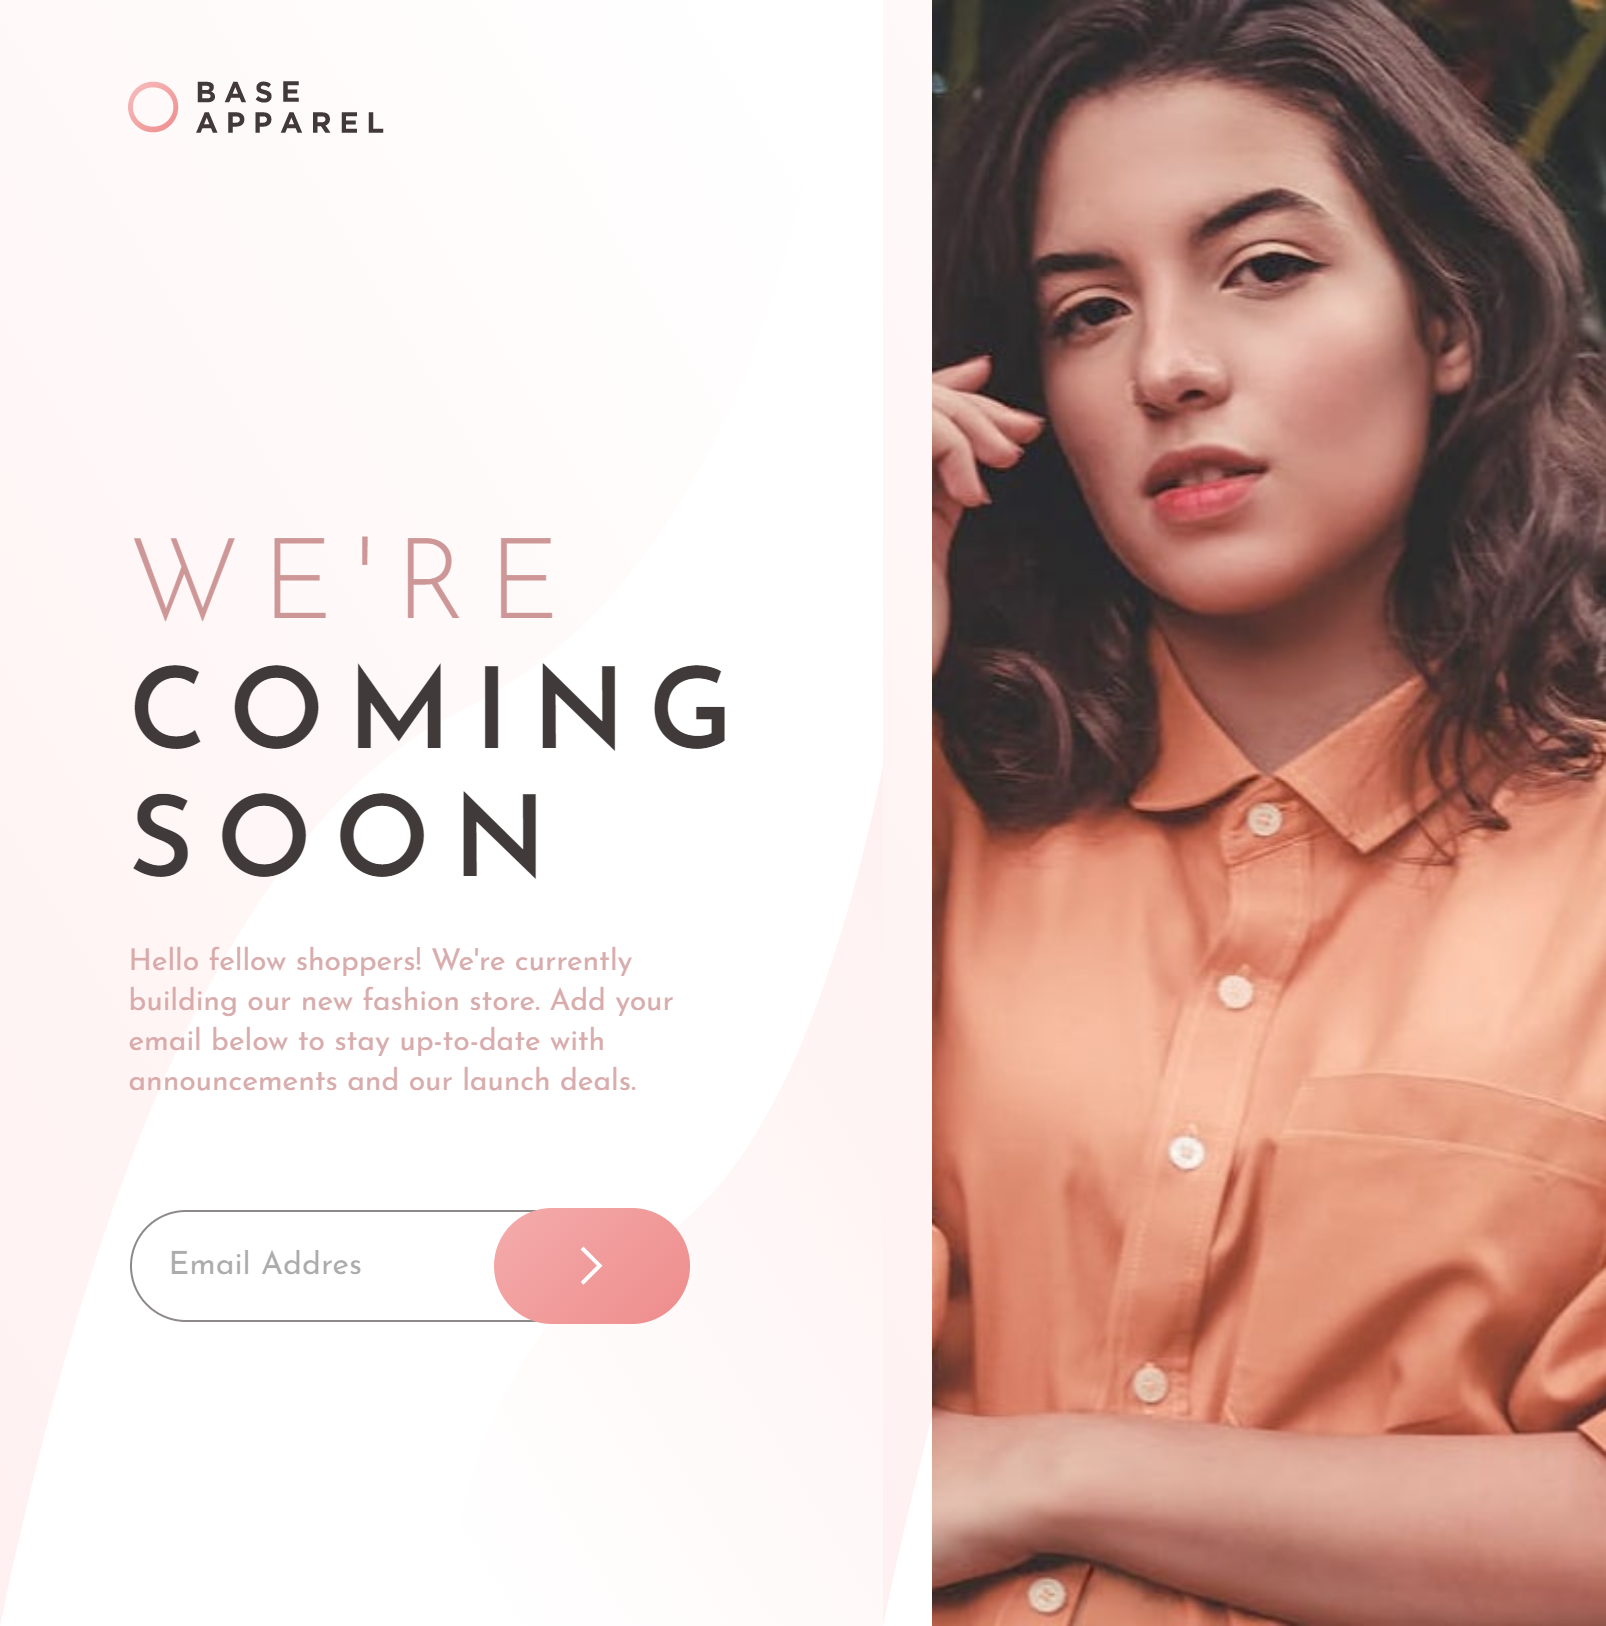 BASE
APPAREL
WE'RE
COMING
SOON
Hello fellow shoppers! We're currently
building our new fashion store. Add your
email below to stay up-to-date with
announcements and our launch deals.
Email Addres